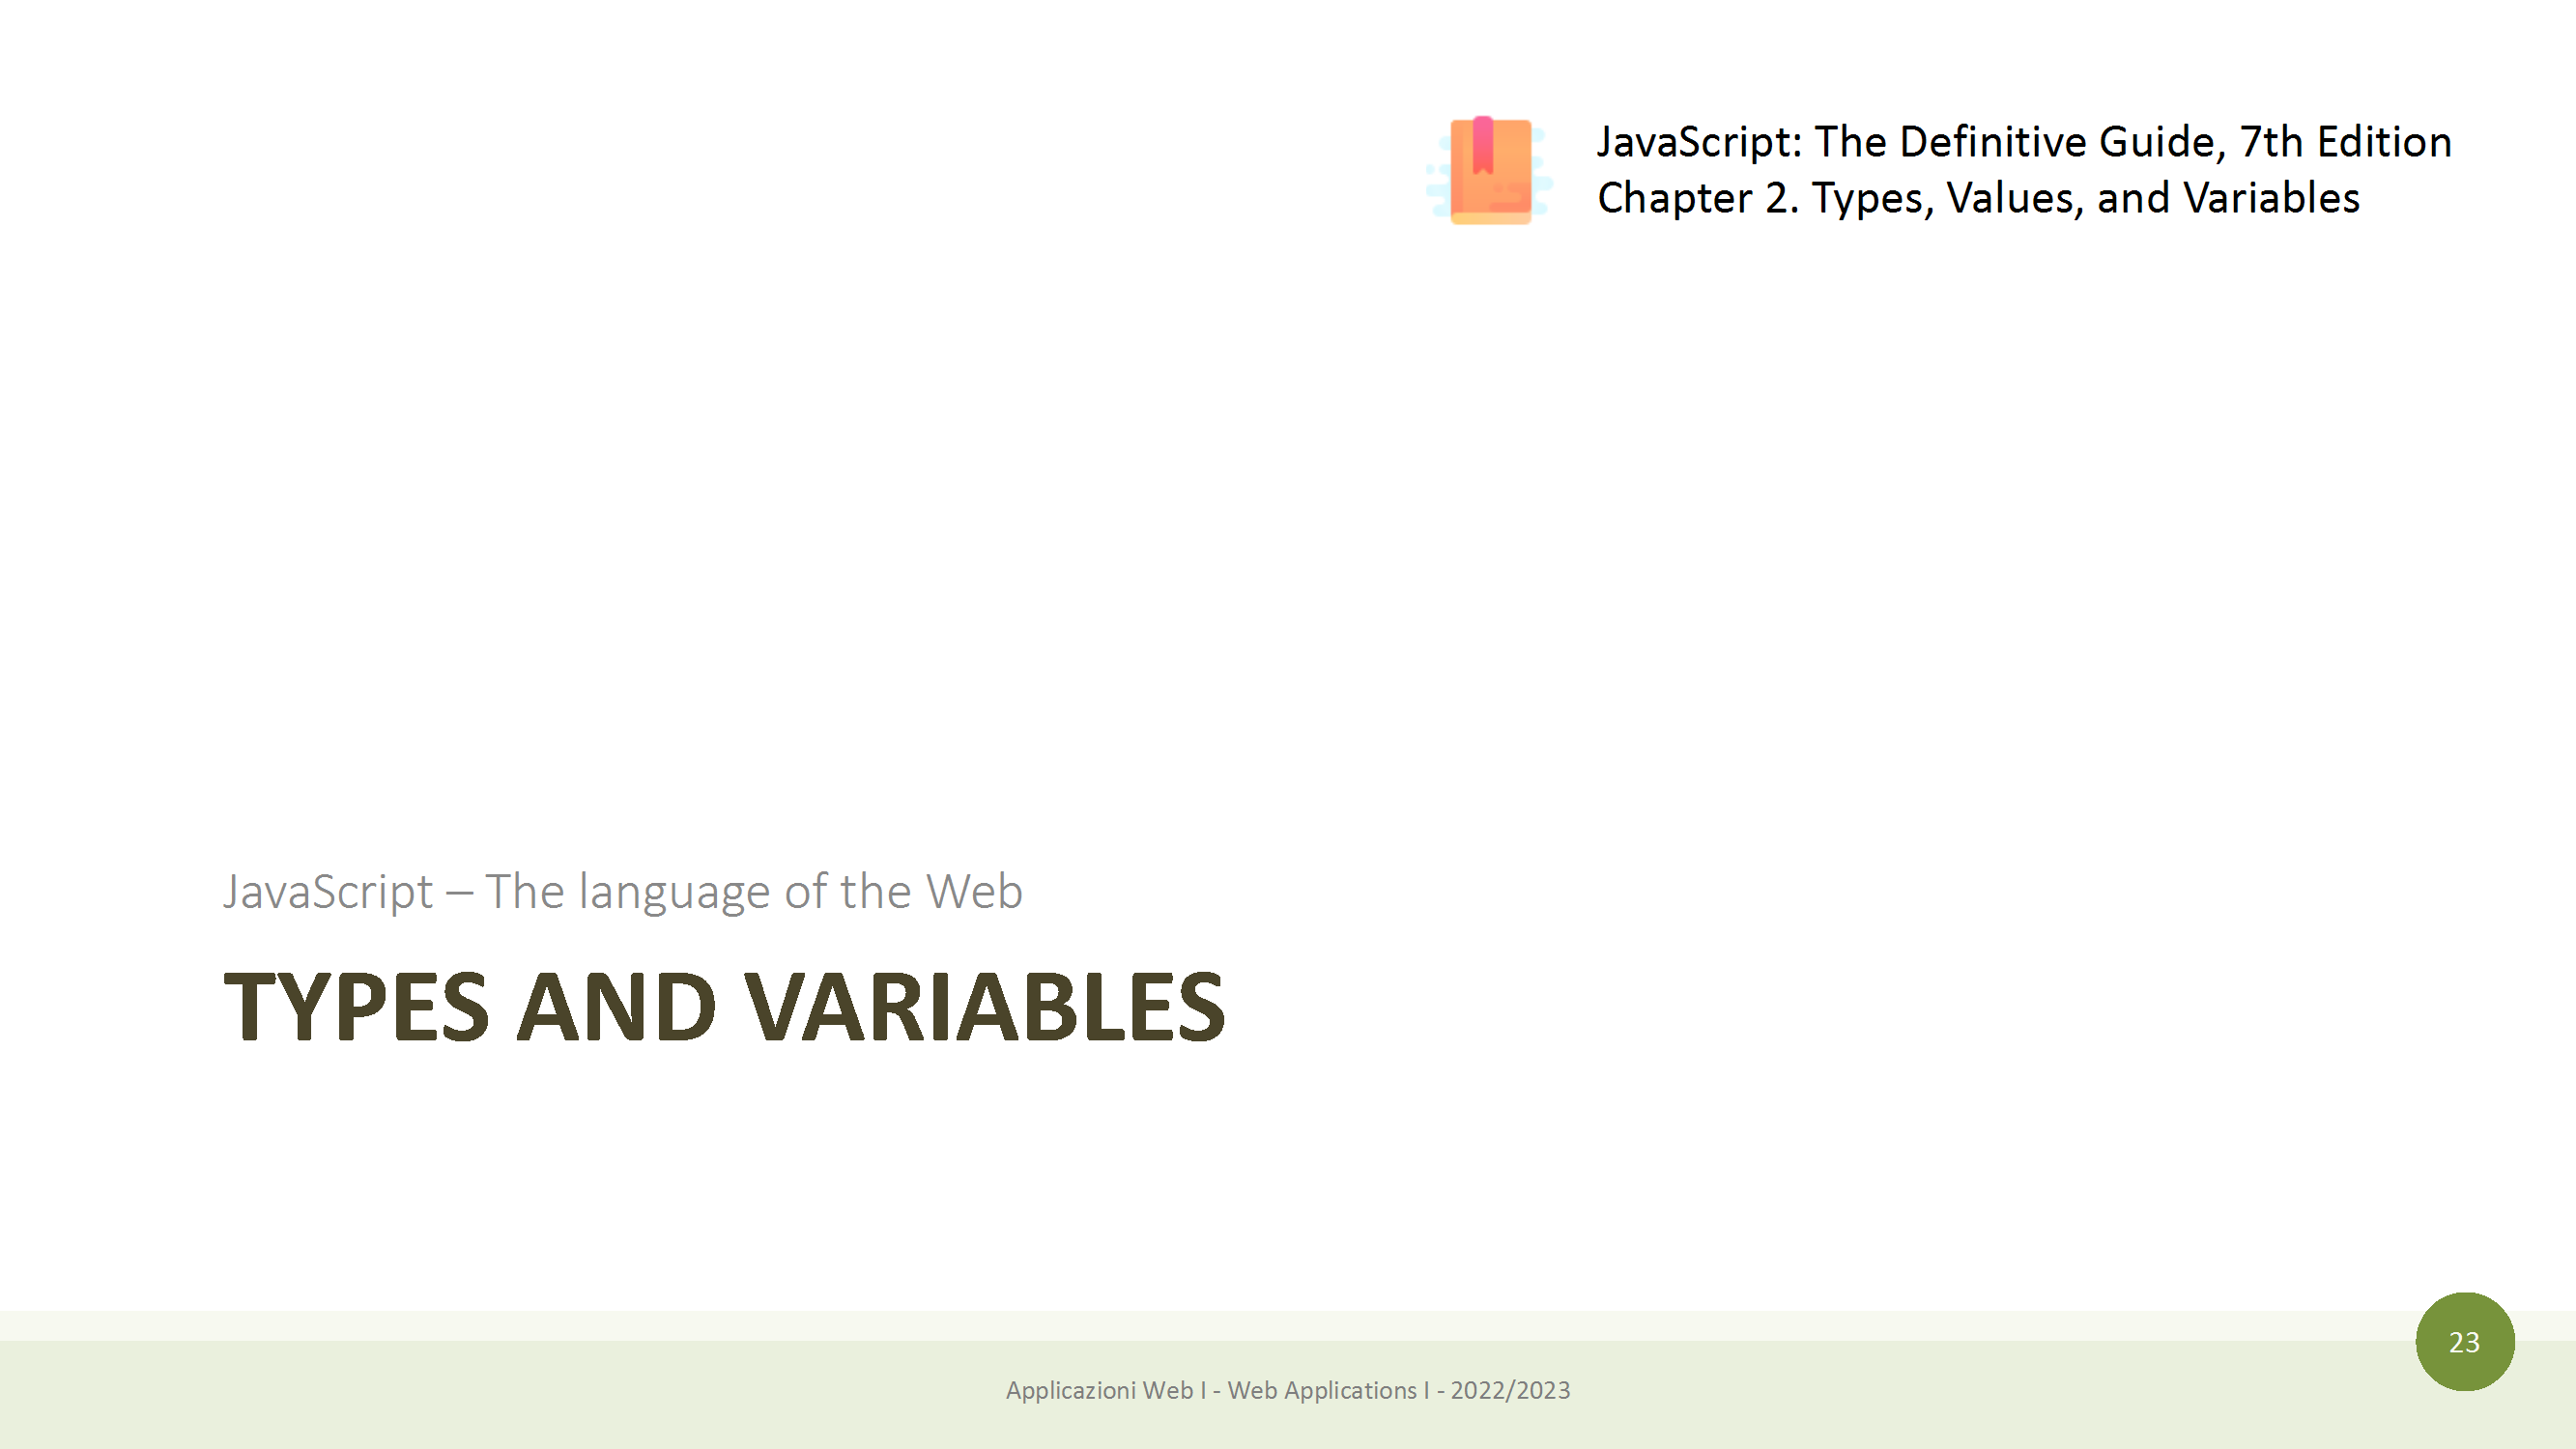 JavaScript: The Definitive Guide, 7th Edition
Chapter 2. Types, Values, and Variables
JavaScript – The language of the Web
TYPES AND VARIABLES
23
Applicazioni Web I - Web Applications I - 2022/2023